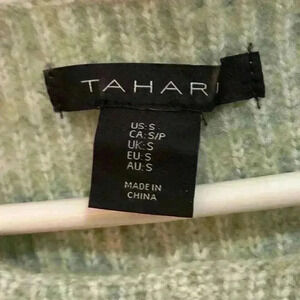 TAHARI
US: S
CA: S/P
UK: S
EU: S
AU: S
MADE IN
CHINA